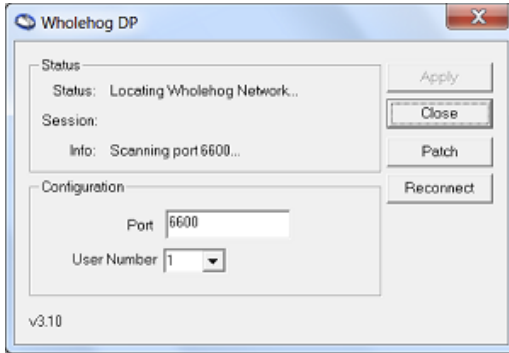 Wholehog DP
Status
Status: Locating Wholehog Network...
Session:
Info: Scanning port 6600...
Apply
Close
Patch
Reconnect
Configuration
Port 6600
User Number 1
v3.10